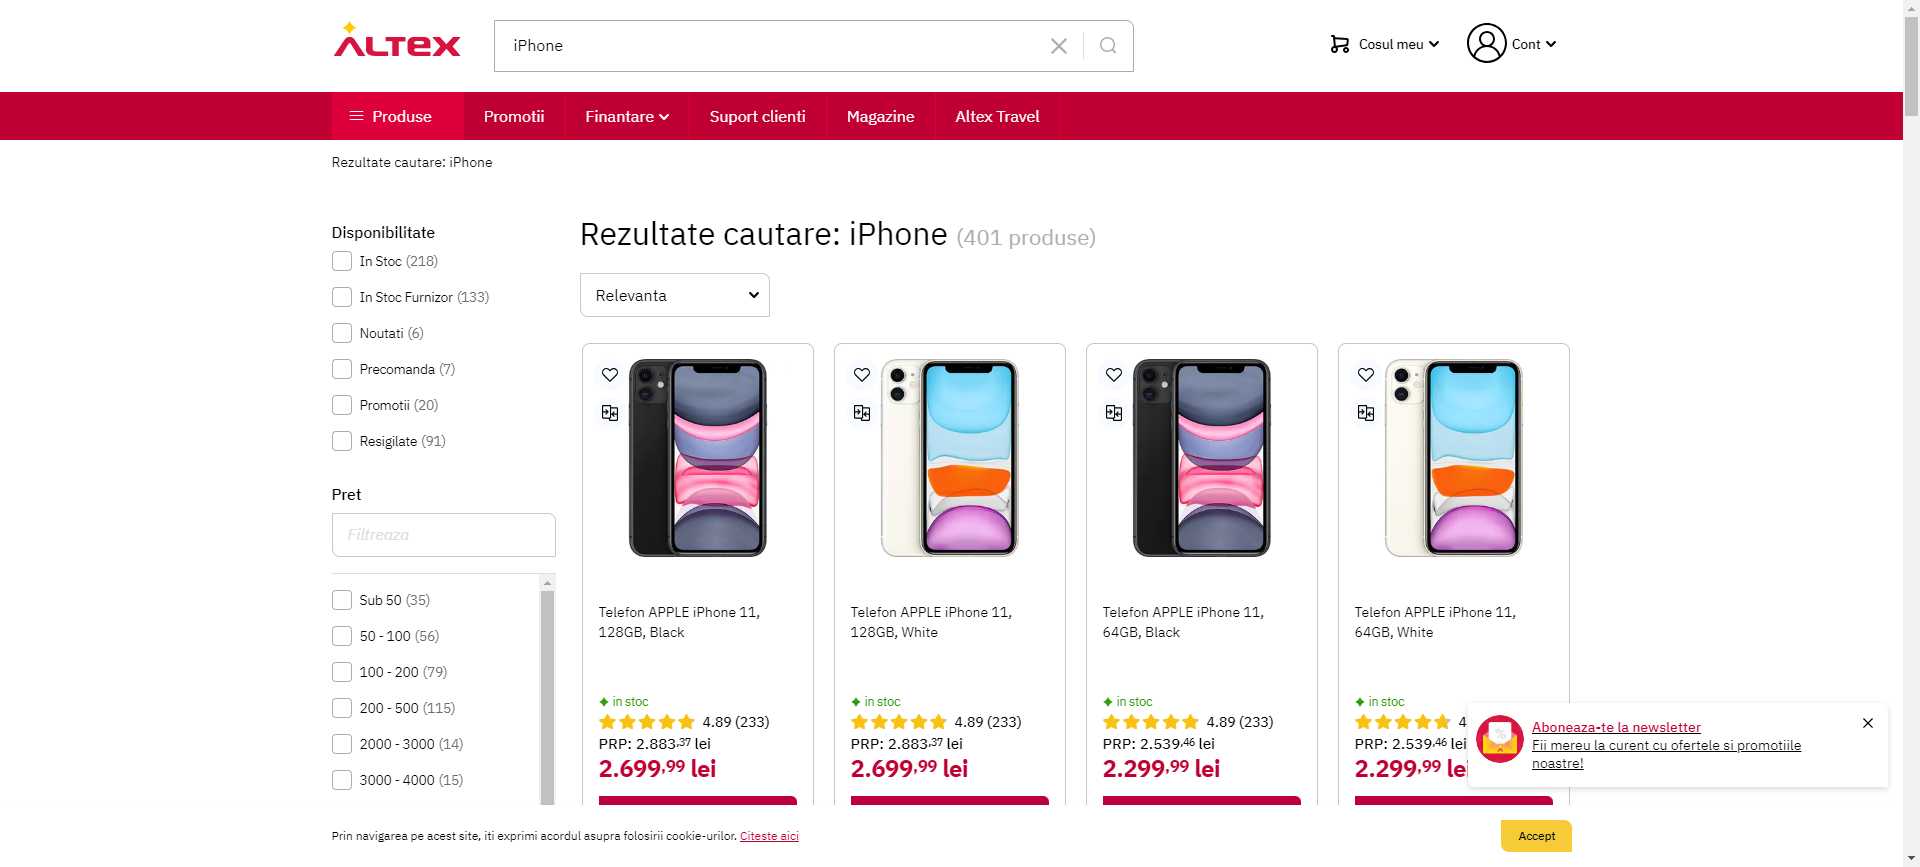 ALTEX
iPhone
Cosul meu
Cont
Produse
Promotii
Finantare
Suport clienti
Magazine
Altex Travel
Rezultate cautare: iPhone
Disponibilitate
In Stoc (218)
In Stoc Furnizor (133)
Noutati (6)
Precomanda (7)
Promotii (20)
Resigilate (91)
Pret
Filtreaza
Sub 50 (35)
50 - 100 (56)
100 - 200 (79)
200 - 500 (115)
2000 - 3000 (14)
3000 - 4000 (15)
Rezultate cautare: iPhone (401 produse)
Relevanta
Telefon APPLE iPhone 11,
128GB, Black
in stoc
4.89 (233)
PRP: 2.883,37 lei
2.699,99 lei
Telefon APPLE iPhone 11,
128GB, White
in stoc
4.89 (233)
PRP: 2.883,37 lei
2.699,99 lei
Telefon APPLE iPhone 11,
64GB, Black
in stoc
4.89 (233)
PRP: 2.539,46 lei
2.299,99 lei
Telefon APPLE iPhone 11,
64GB, White
in stoc
PRP: 2.539,46 lei
2.299,99
Aboneaza-te la newsletter
Fii mereu la curent cu ofertele si promotiile
noastre!
Prin navigarea pe acest site, iti exprimi acordul asupra folosirii cookie-urilor. Citeste aici
Accept